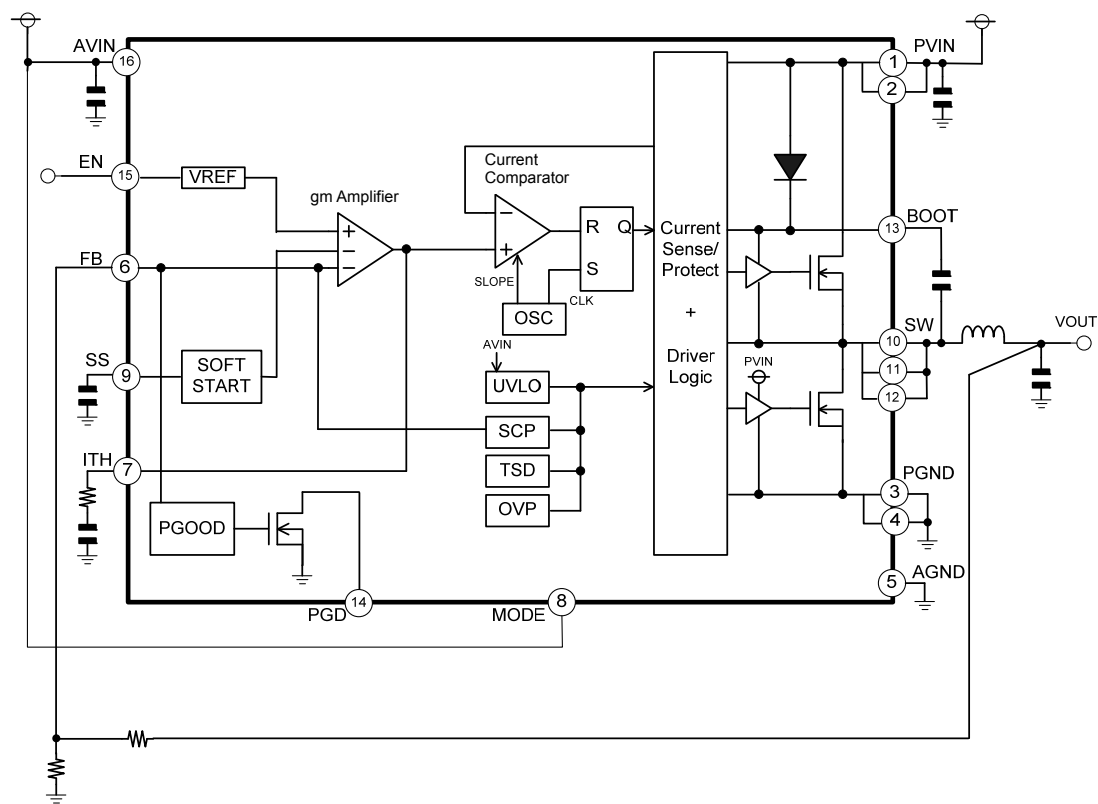 AVIN
16
PVIN
1
2
EN
15
VREF
gm Amplifier
+
−
−
Current
Comparator
−
+
R
Q
S
SLOPE
CLK
OSC
Current
Sense/
Protect
+
Driver
Logic
BOOT
13
FB
6
SS
9
SOFT
START
AVIN
UVLO
SCP
TSD
OVP
PVIN
SW
10
11
12
VOUT
ITH
7
PGOOD
PGND
3
4
5
AGND
PGD
14
MODE
8